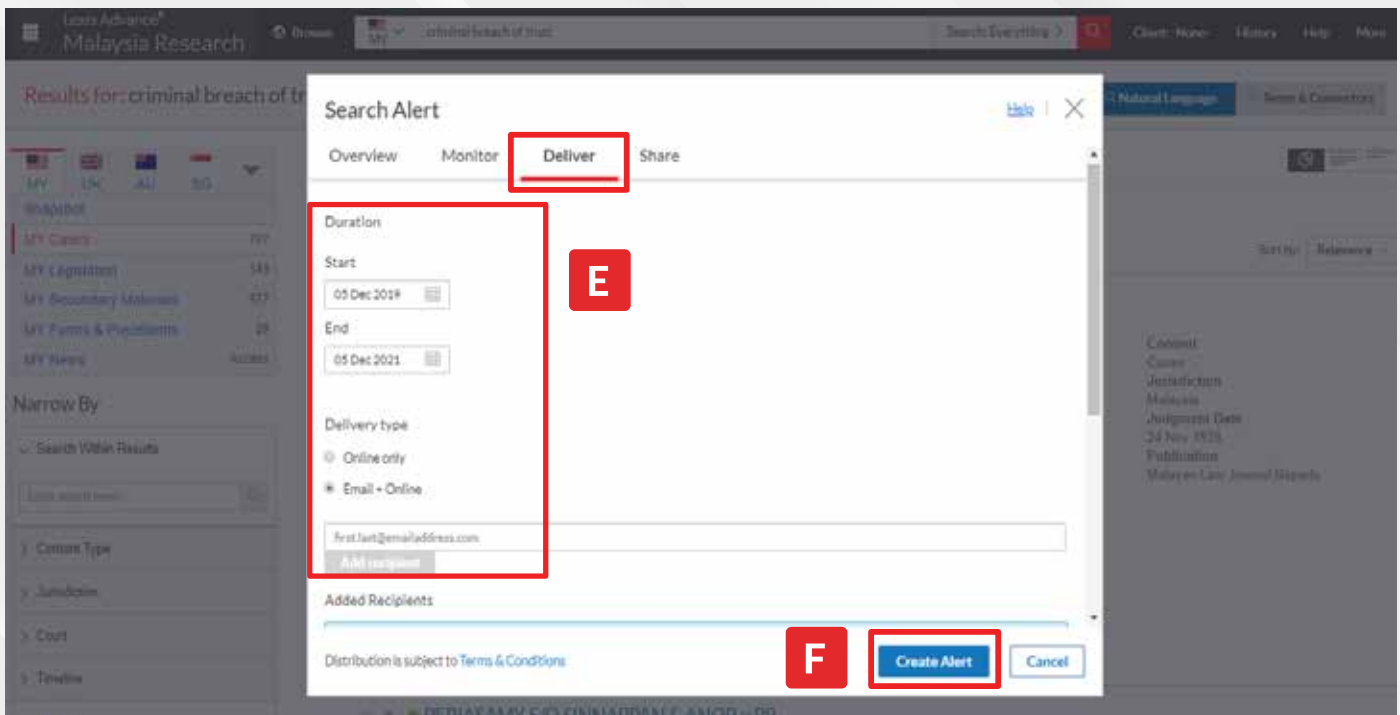 Lexis Advance®
Malaysia Research
Browse
MY
criminal breach of trust
Search: Everything >
Client: None
History
Help
More
Results for: criminal breach of tr
Natural Language
Terms & Connectors
MY
UK
AU
SG
Snapshot
MY Cases
MY Legislation
MY Secondary Materials
MY Forms & Precedents
MY News
Sort by: Relevance
Narrow By
Search Within Results
Content Type
Jurisdiction
Court
Timeline
Search Alert
Help
Overview
Monitor
Deliver
Share
Duration
Start
05 Dec 2019
End
05 Dec 2021
E
Delivery type
Online only
Email + Online
first.last@emailaddress.com
Add recipient
Added Recipients
Distribution is subject to Terms & Conditions
F
Create Alert
Cancel
Content
Cases
Jurisdiction
Malaysia
Judgment Date
Publication
Malayan Law Journal Reports
PERIASAMY S/O SINNAPPAN & ANOR v PP